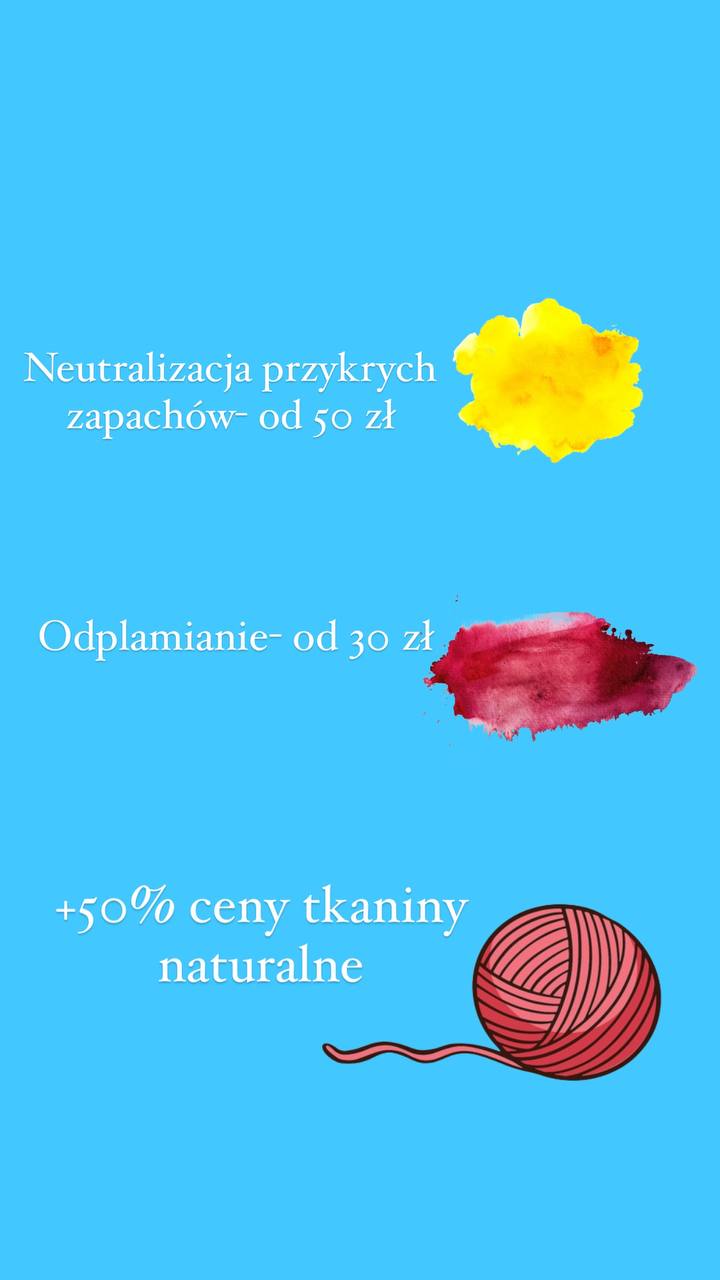 Neutralizacja przykrych
zapachów- od 50 zł
Odplamianie- od 30 zł
+50% ceny tkaniny
naturalne